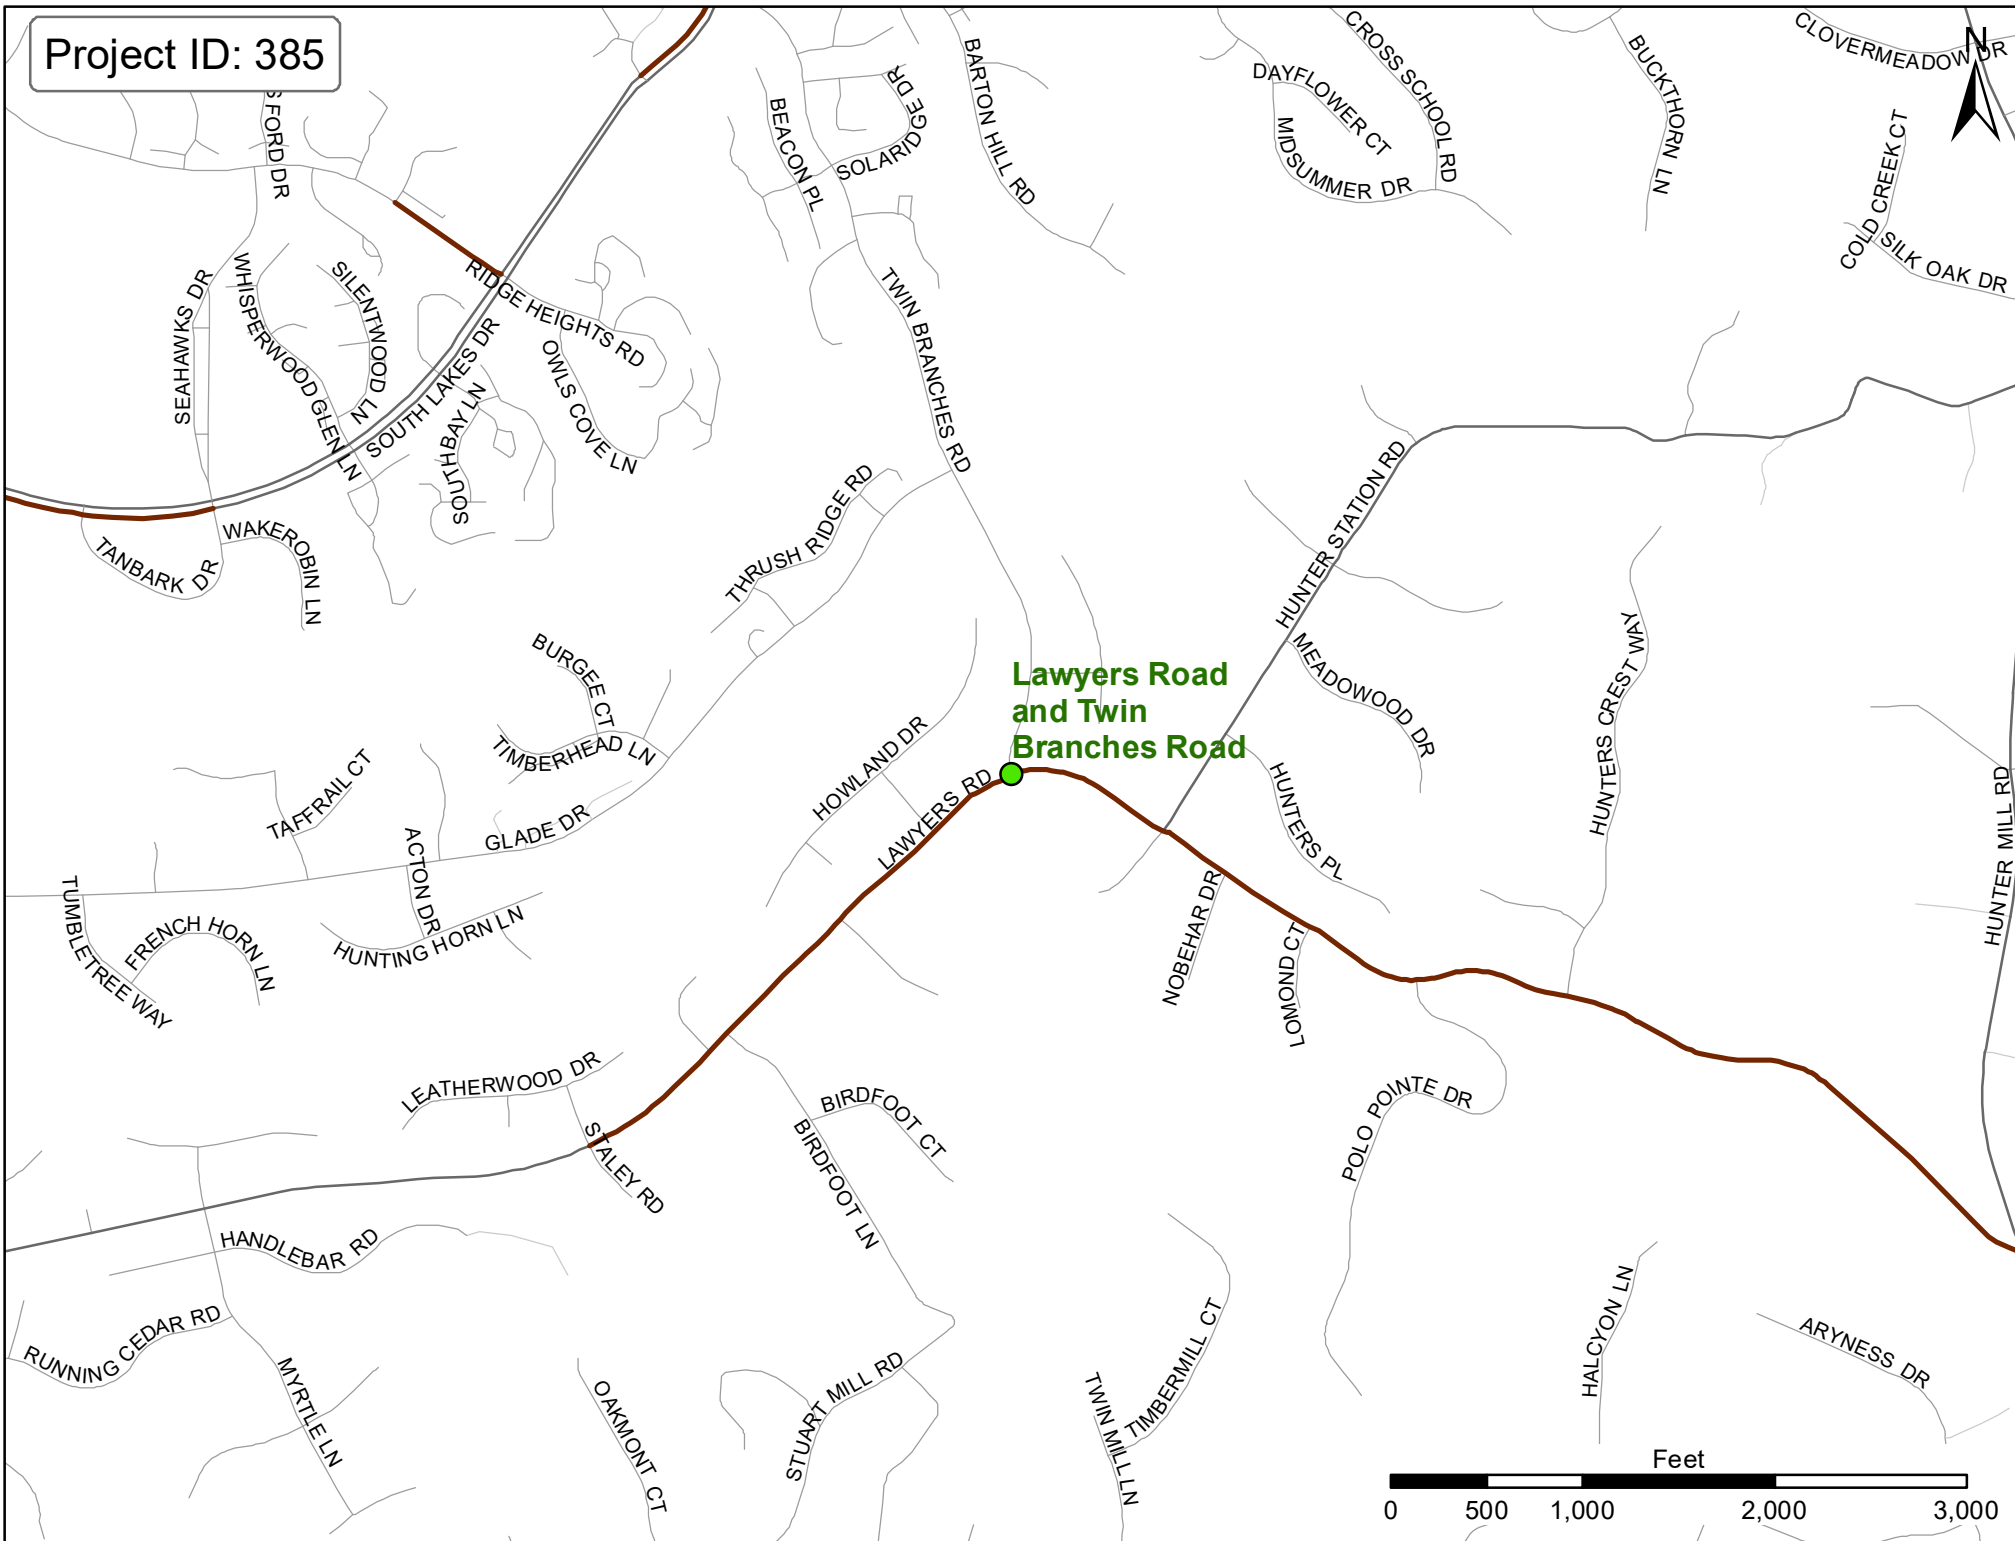 Project ID: 385
S FORD DR
BEACON PL
SOLARIDGE DR
BARTON HILL RD
DAYFLOWER CT
CROSS SCHOOL RD
MIDSUMMER DR
BUCKTHORN LN
CLOVERMEADOW DR
N
COLD CREEK CT
SILK OAK DR
SEAHAWKS DR
WHISPERWOOD GLEN LN
SILENTWOOD LN
RIDGE HEIGHTS RD
SOUTH LAKES DR
SOUTHBAY LN
OWLS COVE LN
TWIN BRANCHES RD
HUNTER STATION RD
TANBARK DR
WAKEROBIN LN
THRUSH RIDGE RD
BURGEE CT
TIMBERHEAD LN
Lawyers Road
and Twin
Branches Road
MEADOWOOD DR
HUNTERS CREST WAY
HUNTER MILL RD
TAFFRAIL CT
ACTON DR
GLADE DR
HOWLAND DR
LAWYERS RD
HUNTERS PL
TUMBLETREE WAY
FRENCH HORN LN
HUNTING HORN LN
NOBEHAR DR
LOMOND CT
LEATHERWOOD DR
STALEY RD
BIRDFOOT CT
BIRDFOOT LN
POLO POINTE DR
HANDLEBAR RD
RUNNING CEDAR RD
MYRTLE LN
OAKMONT CT
STUART MILL RD
TWIN MILL LN
TIMBERMILL CT
HALCYON LN
ARYNESS DR
Feet
0 500 1,000 2,000 3,000